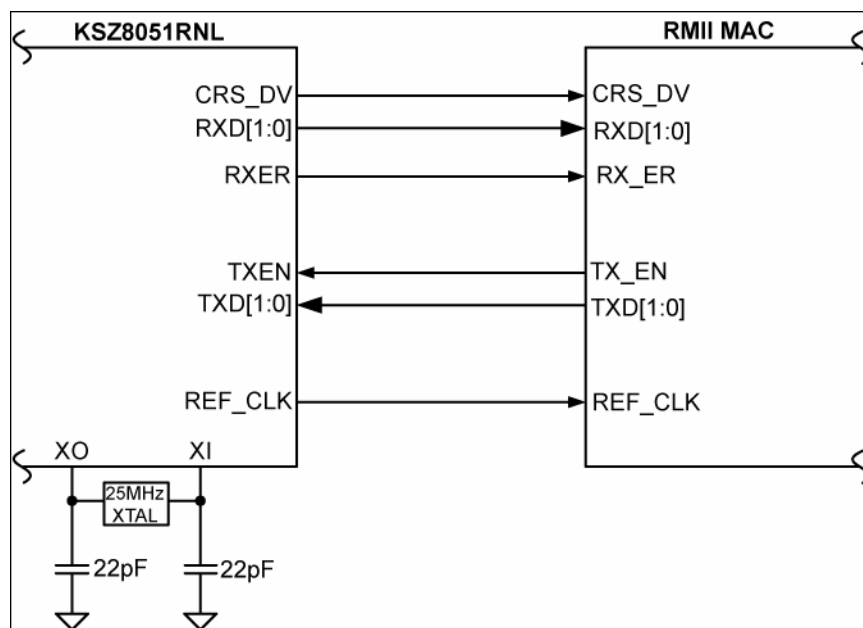 KSZ8051RNL
RMII MAC
CRS_DV
CRS_DV
RXD[1:0]
RXD[1:0]
RXER
RX_ER
TXEN
TX_EN
TXD[1:0]
TXD[1:0]
REF_CLK
REF_CLK
XO
XI
25MHz
XTAL
22pF
22pF